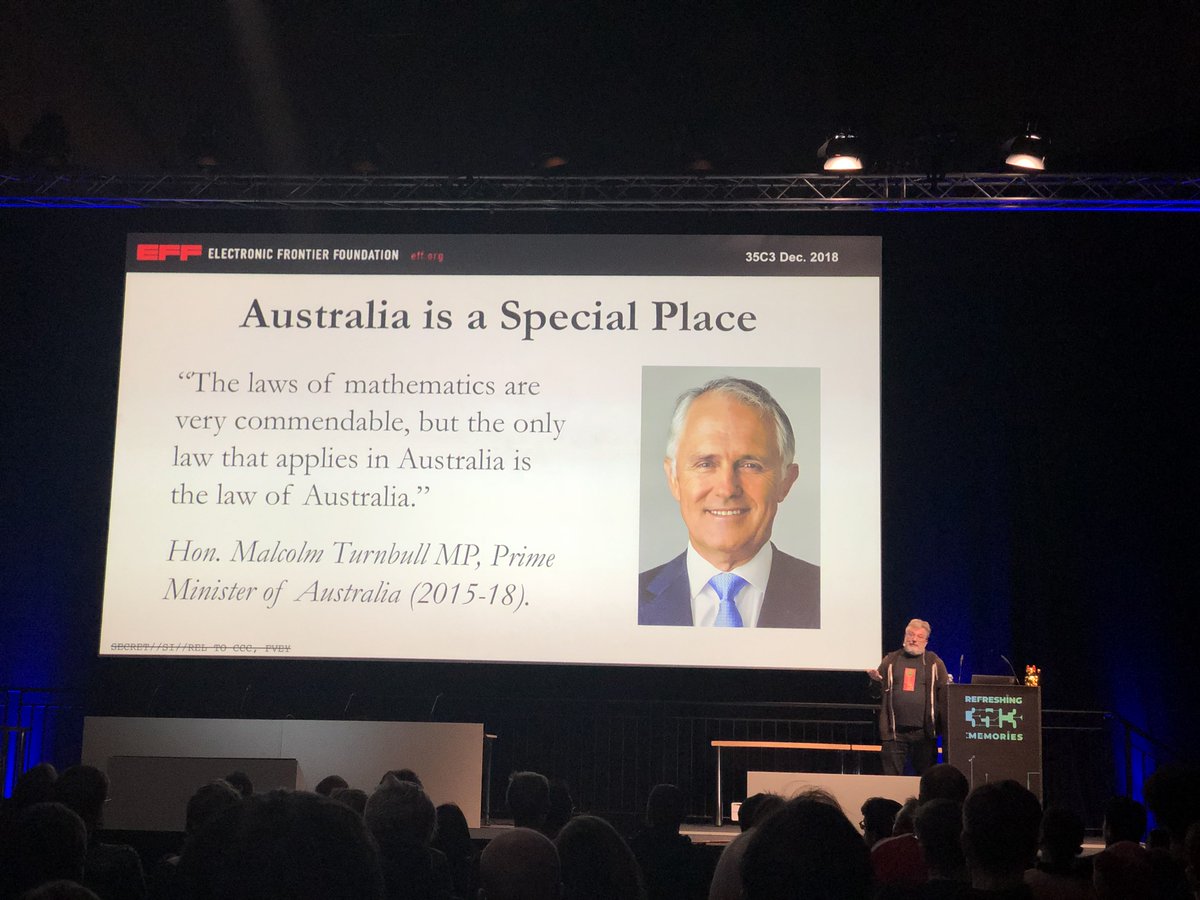 EFF ELECTRONIC FRONTIER FOUNDATION eff.org
35C3 Dec. 2018
Australia is a Special Place
“The laws of mathematics are
very commendable, but the only
law that applies in Australia is
the law of Australia.”
Hon. Malcolm Turnbull MP, Prime
Minister of Australia (2015-18).
SECRET//SI//REL TO CCC, FVEY
REFRESHING
MEMORIES